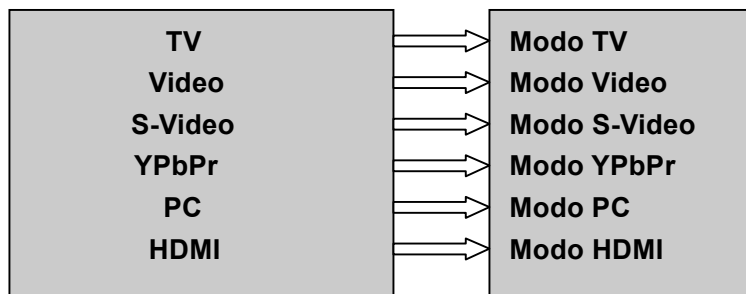 TV Modo TV
Video Modo Video
S-Video Modo S-Video
YPbPr Modo YPbPr
PC Modo PC
HDMI Modo HDMI